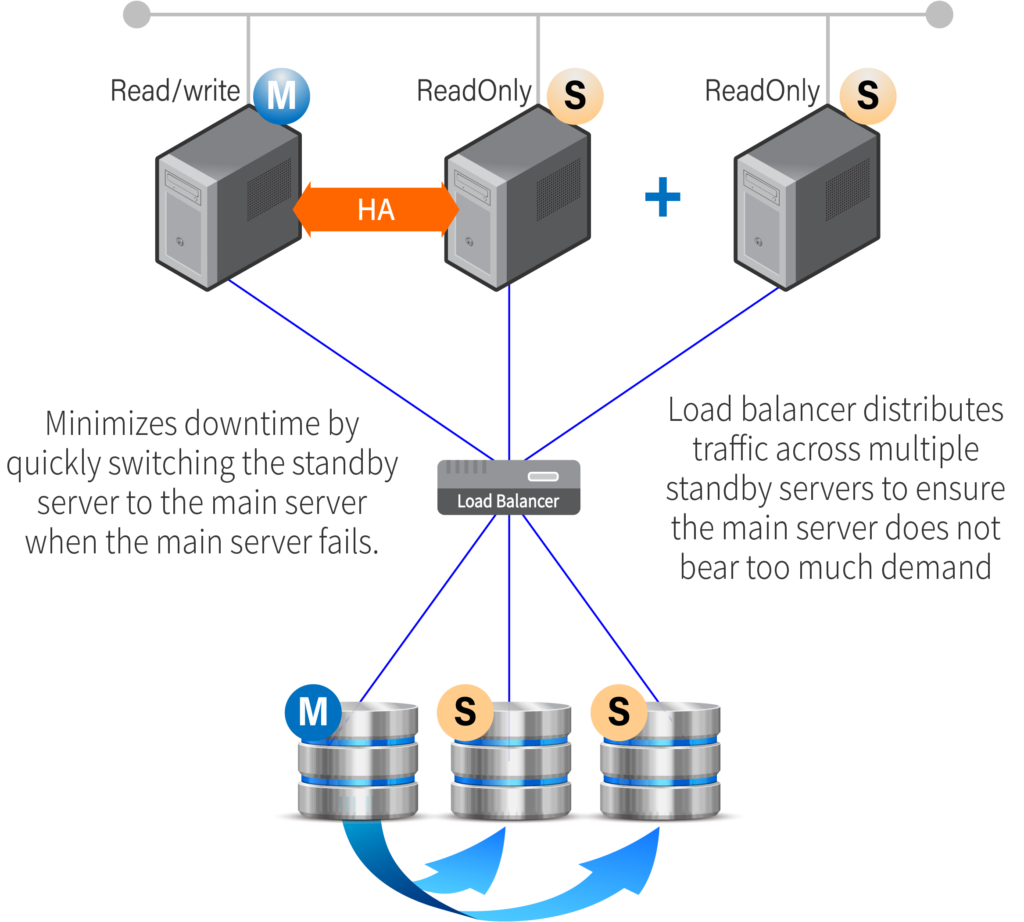 Read/write
M
ReadOnly
S
ReadOnly
S
HA
+
Minimizes downtime by
quickly switching the standby
server to the main server
when the main server fails.
Load balancer distributes
traffic across multiple
standby servers to ensure
the main server does not
bear too much demand
Load Balancer
M
S
S